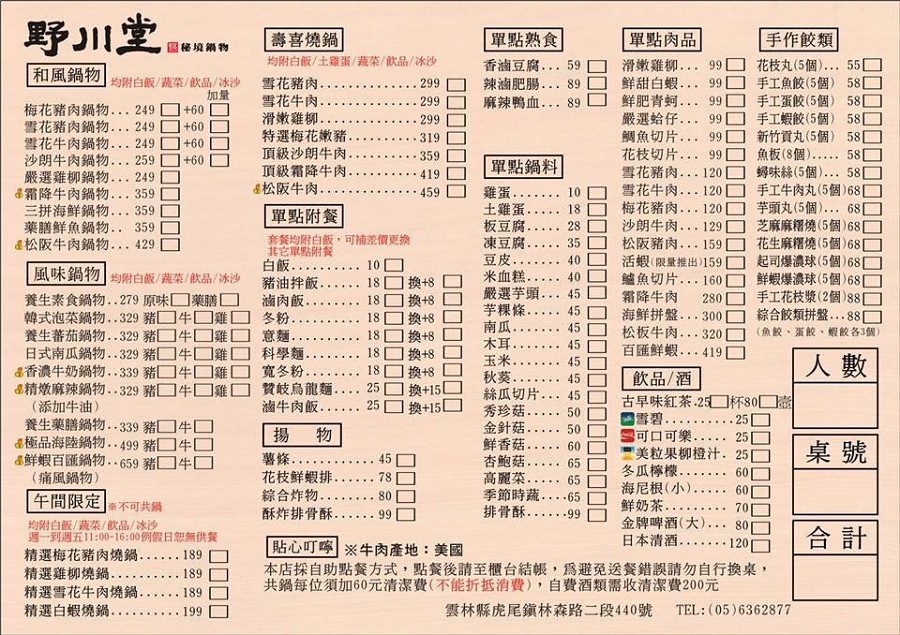 野川堂 秘境鍋物
和風鍋物 均附白飯/蔬菜/飲品/冰沙
加量
梅花豬肉鍋物... 249 +60
雪花豬肉鍋物... 249 +60
雪花牛肉鍋物... 249 +60
沙朗牛肉鍋物... 259 +60
嚴選雞柳鍋物... 249
霜降牛肉鍋物... 359
三拼海鮮鍋物... 359
藥膳鮮魚鍋物... 359
松阪牛肉鍋物... 429
風味鍋物 均附白飯/蔬菜/飲品/冰沙
養生素食鍋物..279 原味 藥膳
韓式泡菜鍋物..329 豬 牛 雞
養生蕃茄鍋物..329 豬 牛 雞
日式南瓜鍋物..329 豬 牛 雞
香濃牛奶鍋物..339 豬 牛 雞
精燉麻辣鍋物..339 豬 牛 雞
(添加牛油)
養生藥膳鍋物..339 豬 牛
極品海陸鍋物..499 豬 牛
鮮蝦百匯鍋物..659 豬 牛
(痛風鍋物)
午間限定 ※不可共鍋
均附白飯/蔬菜/飲品/冰沙
週一到週五11:00-16:00例假日恕無供餐
精選梅花豬肉燒鍋......189
精選雞柳燒鍋..........189
精選雪花牛肉燒鍋......189
精選白蝦燒鍋..........199
壽喜燒鍋
均附白飯/土雞蛋/蔬菜/飲品/冰沙
雪花豬肉............299
雪花牛肉............299
滑嫩雞柳............299
特選梅花嫩豬........319
頂級沙朗牛肉........359
頂級霜降牛肉........419
松阪牛肉............459
單點附餐
套餐均附白飯，可補差價更換
其它單點附餐
白飯.......... 10
豬油拌飯...... 18 換+8
滷肉飯........ 18 換+8
冬粉.......... 18 換+8
意麵.......... 18 換+8
科學麵........ 18 換+8
寬冬粉........ 18 換+8
贊岐烏龍麵.... 25 換+15
滷牛肉飯...... 25 換+15
揚 物
薯條............45
花枝鮮蝦排......78
綜合炸物........80
酥炸排骨酥......99
貼心叮嚀 ※牛肉產地：美國
本店採自助點餐方式，點餐後請至櫃台結帳，為避免送餐錯誤請勿自行換桌，
共鍋每位須加60元清潔費(不能折抵消費)，自費酒類需收清潔費200元
雲林縣虎尾鎮林森路二段440號 TEL:(05)6362877
單點熟食
香滷豆腐... 59
辣滷肥腸... 89
麻辣鴨血... 89
單點鍋料
雞蛋....... 10
土雞蛋..... 18
板豆腐..... 28
凍豆腐..... 35
豆皮....... 40
米血糕..... 40
嚴選芋頭... 45
芋粿條..... 45
南瓜....... 45
木耳....... 45
玉米....... 45
秋葵....... 45
絲瓜切片... 45
秀珍菇..... 50
金針菇..... 50
鮮香菇..... 60
杏鮑菇..... 65
高麗菜..... 65
季節時蔬... 65
排骨酥......99
單點肉品
滑嫩雞柳... 99
鮮甜白蝦... 99
鮮肥青蚵... 99
嚴選蛤仔... 99
鯛魚切片... 99
花枝切片... 99
雪花豬肉... 120
雪花牛肉... 120
梅花豬肉... 120
沙朗牛肉... 120
松阪豬肉... 159
活蝦(限量推出)159
鱸魚切片... 160
霜降牛肉 280
海鮮拼盤... 300
松板牛肉... 320
百匯鮮蝦... 419
飲品/酒
古早味紅茶.25 杯80 壺
雪碧.......... 25
可口可樂...... 25
美粒果柳橙汁. 25
冬瓜檸檬...... 60
海尼根(小).... 60
鮮奶茶........ 70
金牌啤酒(大).. 80
日本清酒..... 120
手作餃類
花枝丸(5個)... 55
手工魚餃(5個) 58
手工蛋餃(5個) 58
手工蝦餃(5個) 58
新竹貢丸(5個) 58
魚板(8個)..... 58
蟳味絲(5個)... 58
手工牛肉丸(5個)68
芋頭丸(5個)... 68
芝麻麻糬燒(5個)68
花生麻糬燒(5個)68
起司爆漿球(5個)68
鮮蝦爆漿球(5個)68
手工花枝漿(2個)88
綜合餃類拼盤...88
(魚餃、蛋餃、蝦餃各3個)
人數
桌號
合計